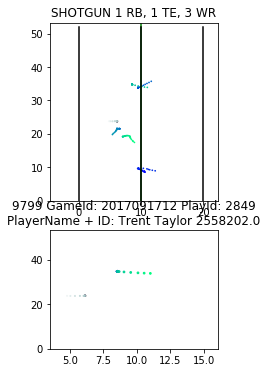 SHOTGUN 1 RB, 1 TE, 3 WR
50
40
30
20
10
0
0 10 20
9799 GameId: 2017091712 PlayId: 2849
PlayerName + ID: Trent Taylor 2558202.0
40
20
0
5.0 7.5 10.0 12.5 15.0